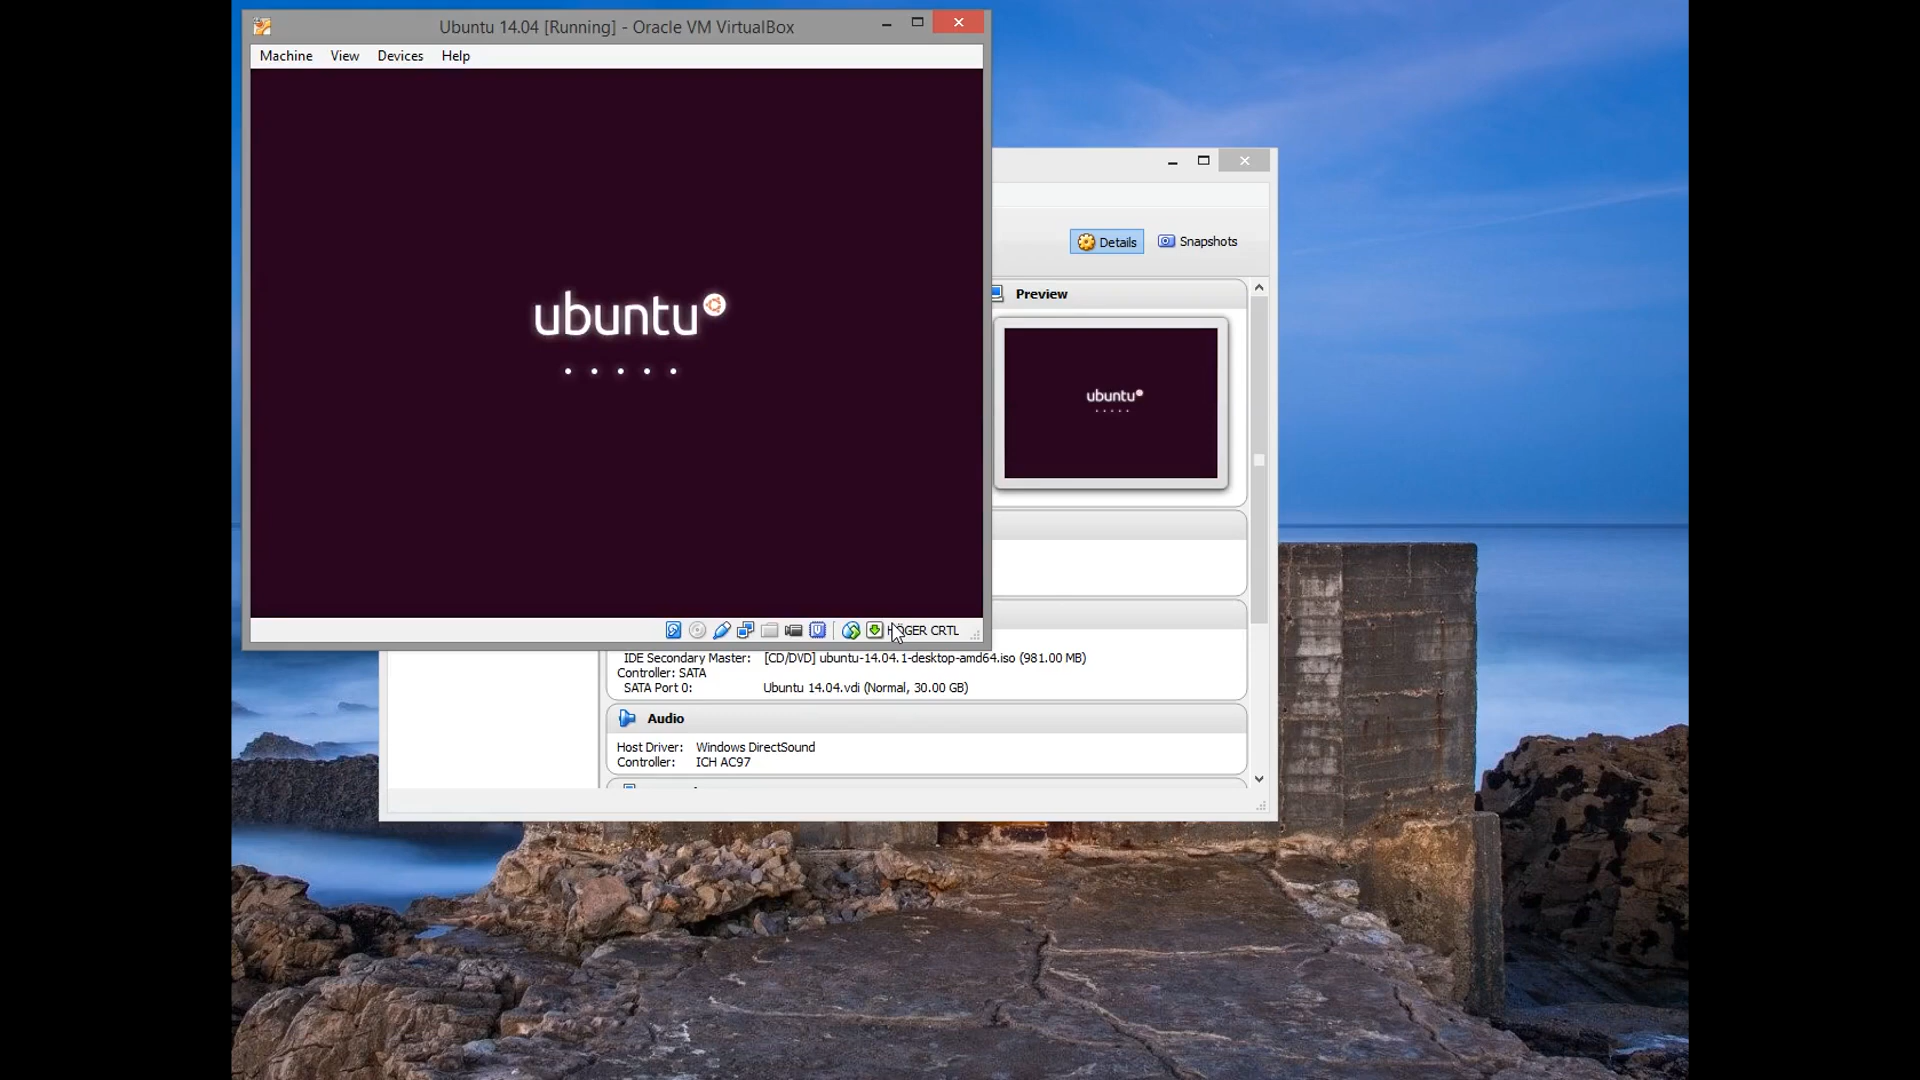 Ubuntu 14.04 [Running] - Oracle VM VirtualBox
Machine View Devices Help
ubuntu
Details Snapshots
Preview
ubuntu
CRTL
IDE Secondary Master: [CD/DVD] ubuntu-14.04.1-desktop-amd64.iso (981.00 MB)
Controller: SATA
SATA Port 0: Ubuntu 14.04.vdi (Normal, 30.00 GB)
Audio
Host Driver: Windows DirectSound
Controller: ICH AC97